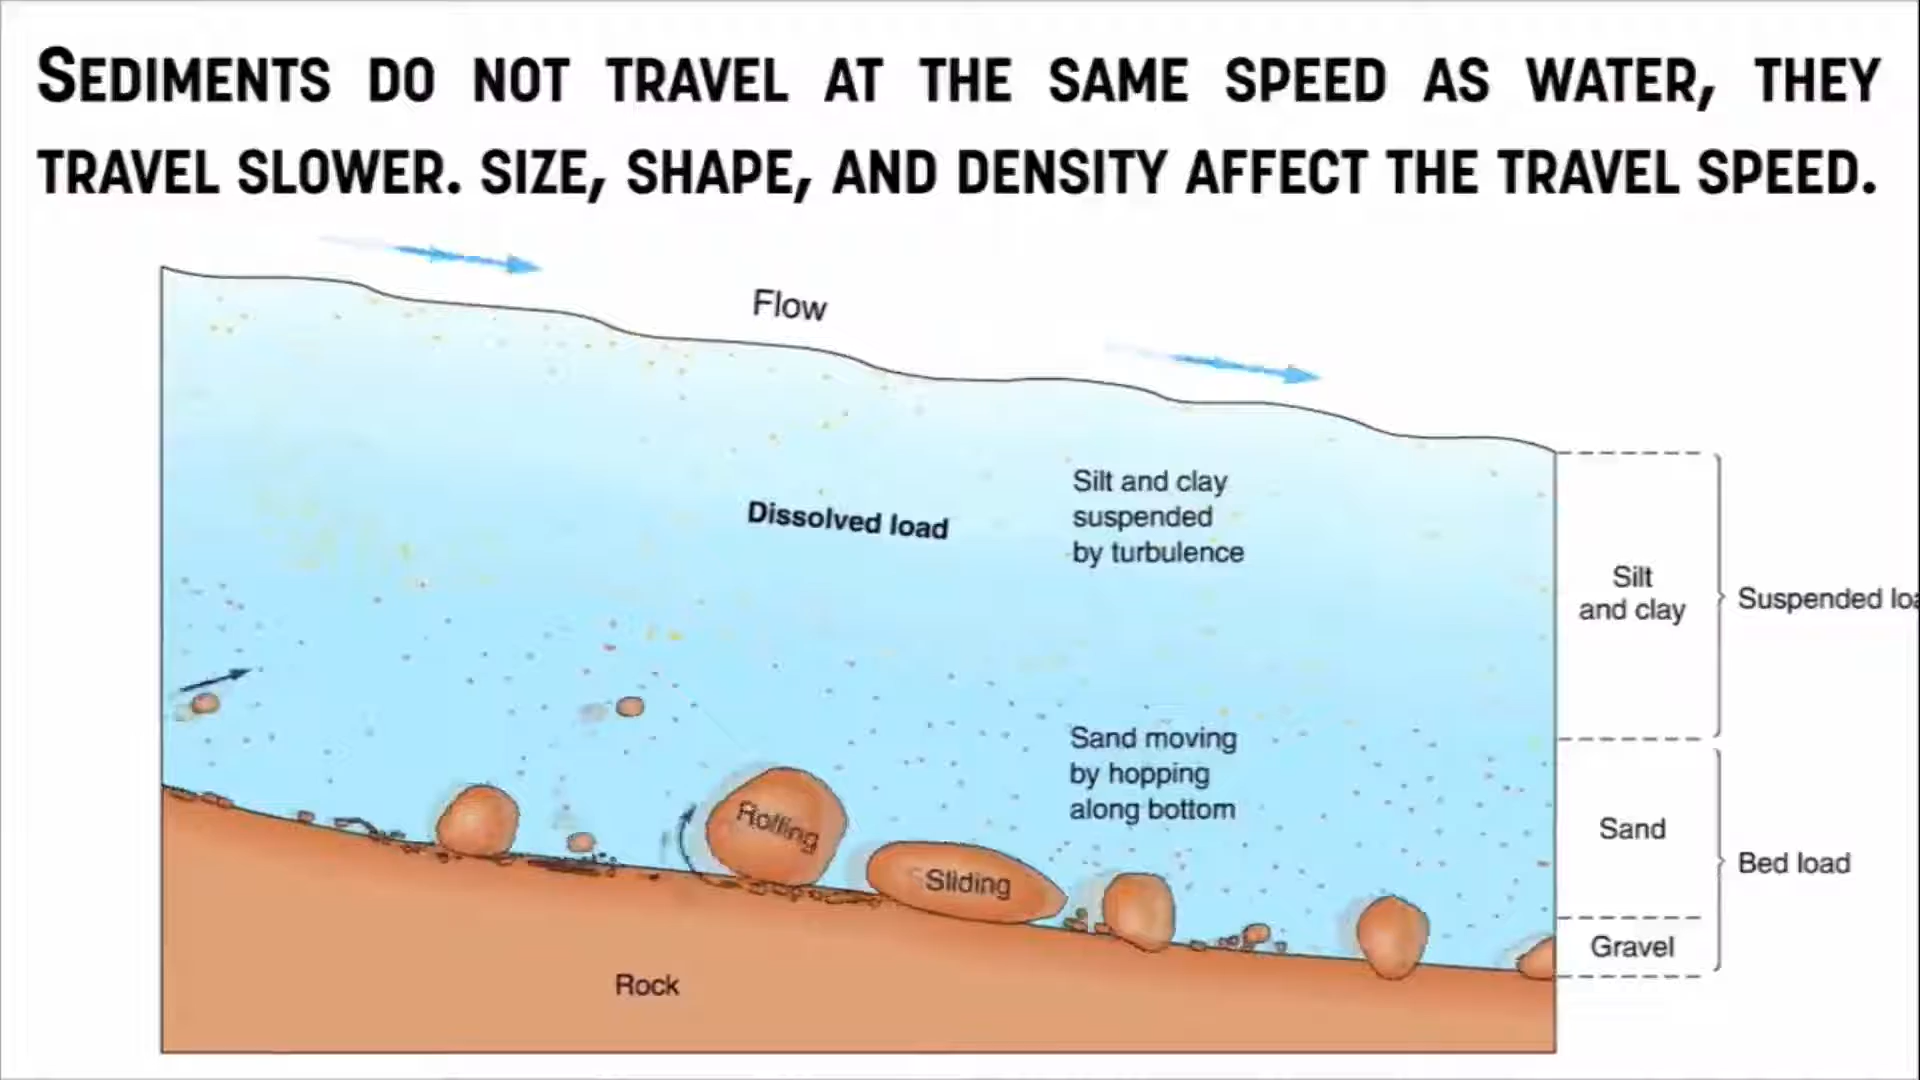 SEDIMENTS DO NOT TRAVEL AT THE SAME SPEED AS WATER, THEY
TRAVEL SLOWER. SIZE, SHAPE, AND DENSITY AFFECT THE TRAVEL SPEED.
Flow
Dissolved load
Silt and clay
suspended
by turbulence
Silt
and clay
Suspended loa
Sand moving
by hopping
along bottom
Rolling
Sliding
Sand
Bed load
Gravel
Rock